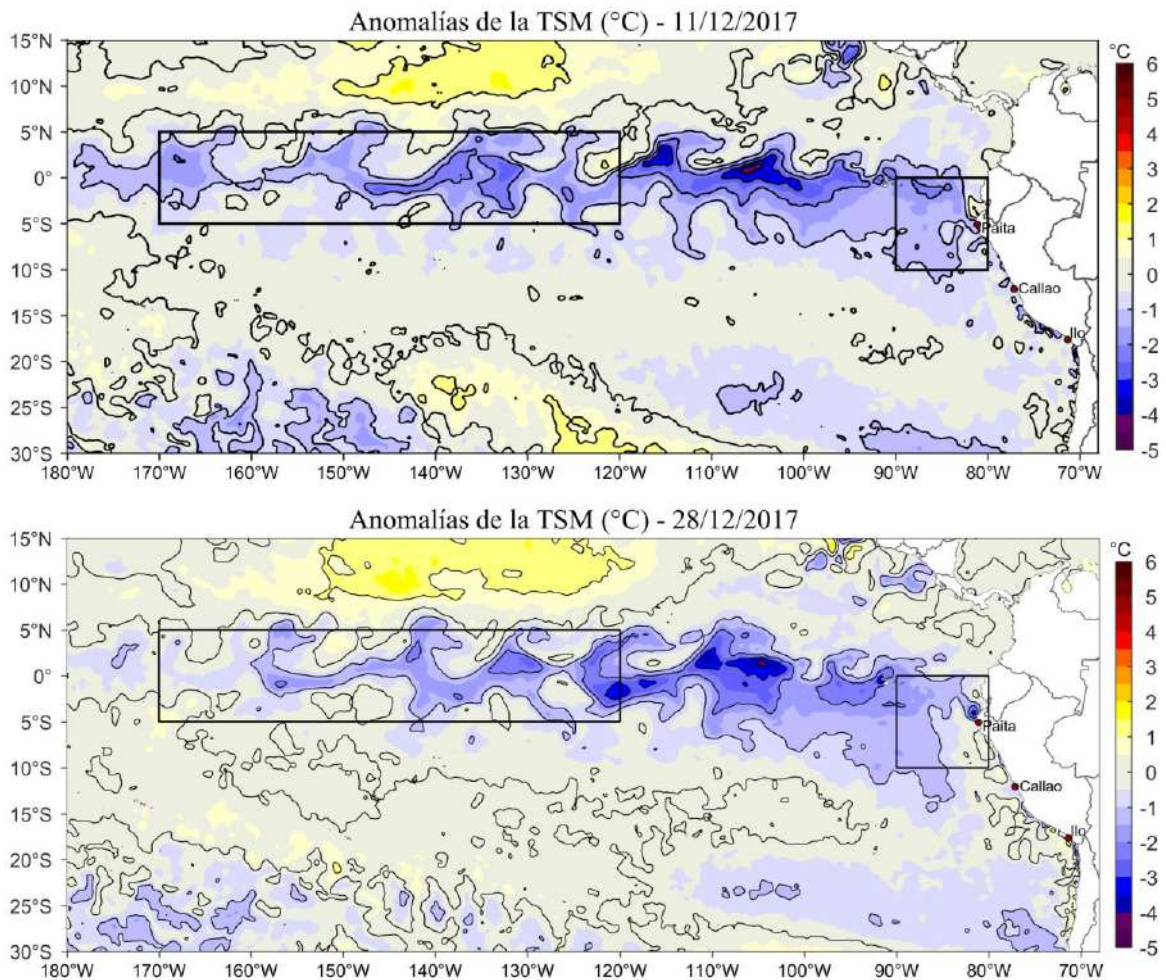 Anomalías de la TSM (°C) - 11/12/2017
°C
15°N
10°N
5°N
0°
5°S
10°S
15°S
20°S
25°S
30°S
Paita
Callao
Ilo
6
5
4
3
2
1
0
-1
-2
-3
-4
-5
180°W 170°W 160°W 150°W 140°W 130°W 120°W 110°W 100°W 90°W 80°W 70°W
Anomalías de la TSM (°C) - 28/12/2017
°C
15°N
10°N
5°N
0°
5°S
10°S
15°S
20°S
25°S
30°S
Paita
Callao
Ilo
6
5
4
3
2
1
0
-1
-2
-3
-4
-5
180°W 170°W 160°W 150°W 140°W 130°W 120°W 110°W 100°W 90°W 80°W 70°W